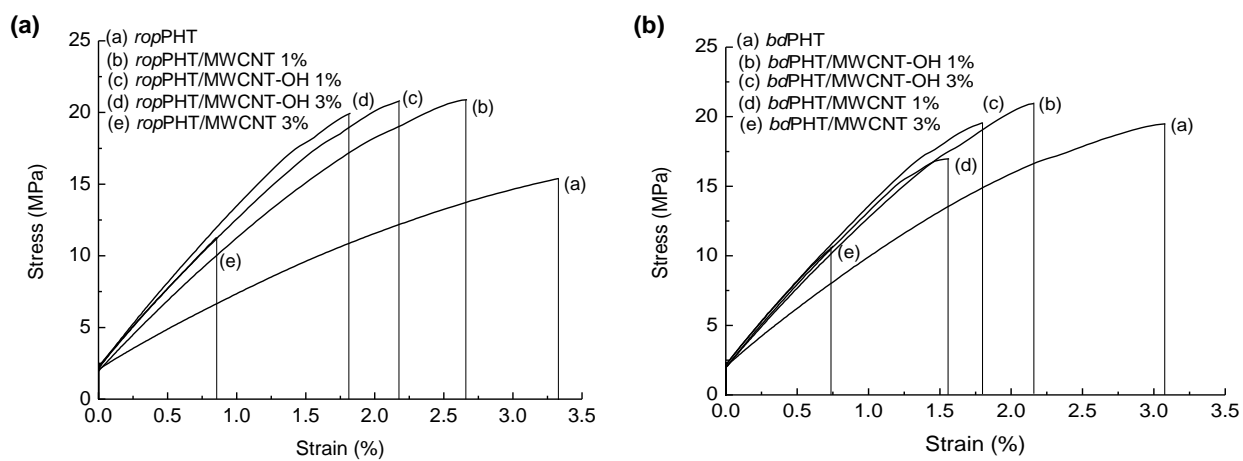 (a)
(a) ropPHT
(b) ropPHT/MWCNT 1%
(c) ropPHT/MWCNT-OH 1%
(d) ropPHT/MWCNT-OH 3%
(e) ropPHT/MWCNT 3%
(d)
(c)
(b)
(a)
(e)
25
20
15
10
5
0
0.0 0.5 1.0 1.5 2.0 2.5 3.0 3.5
Stress (MPa)
Strain (%)
(b)
(a) bdPHT
(b) bdPHT/MWCNT-OH 1%
(c) bdPHT/MWCNT-OH 3%
(d) bdPHT/MWCNT 1%
(e) bdPHT/MWCNT 3%
(c)
(b)
(a)
(d)
(e)
25
20
15
10
5
0
0.0 0.5 1.0 1.5 2.0 2.5 3.0 3.5
Stress (MPa)
Strain (%)